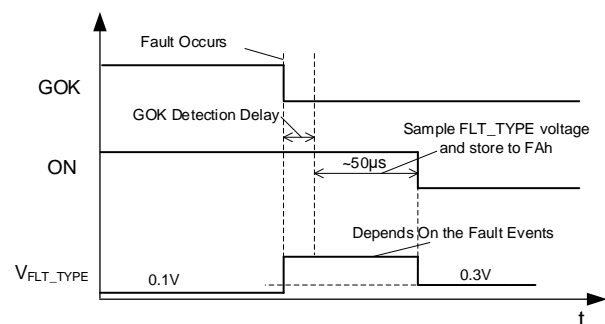 Fault Occurs
GOK
GOK Detection Delay
Sample FLT_TYPE voltage
and store to FAh
ON
~50µs
Depends On the Fault Events
VFLT_TYPE
0.1V
0.3V
t